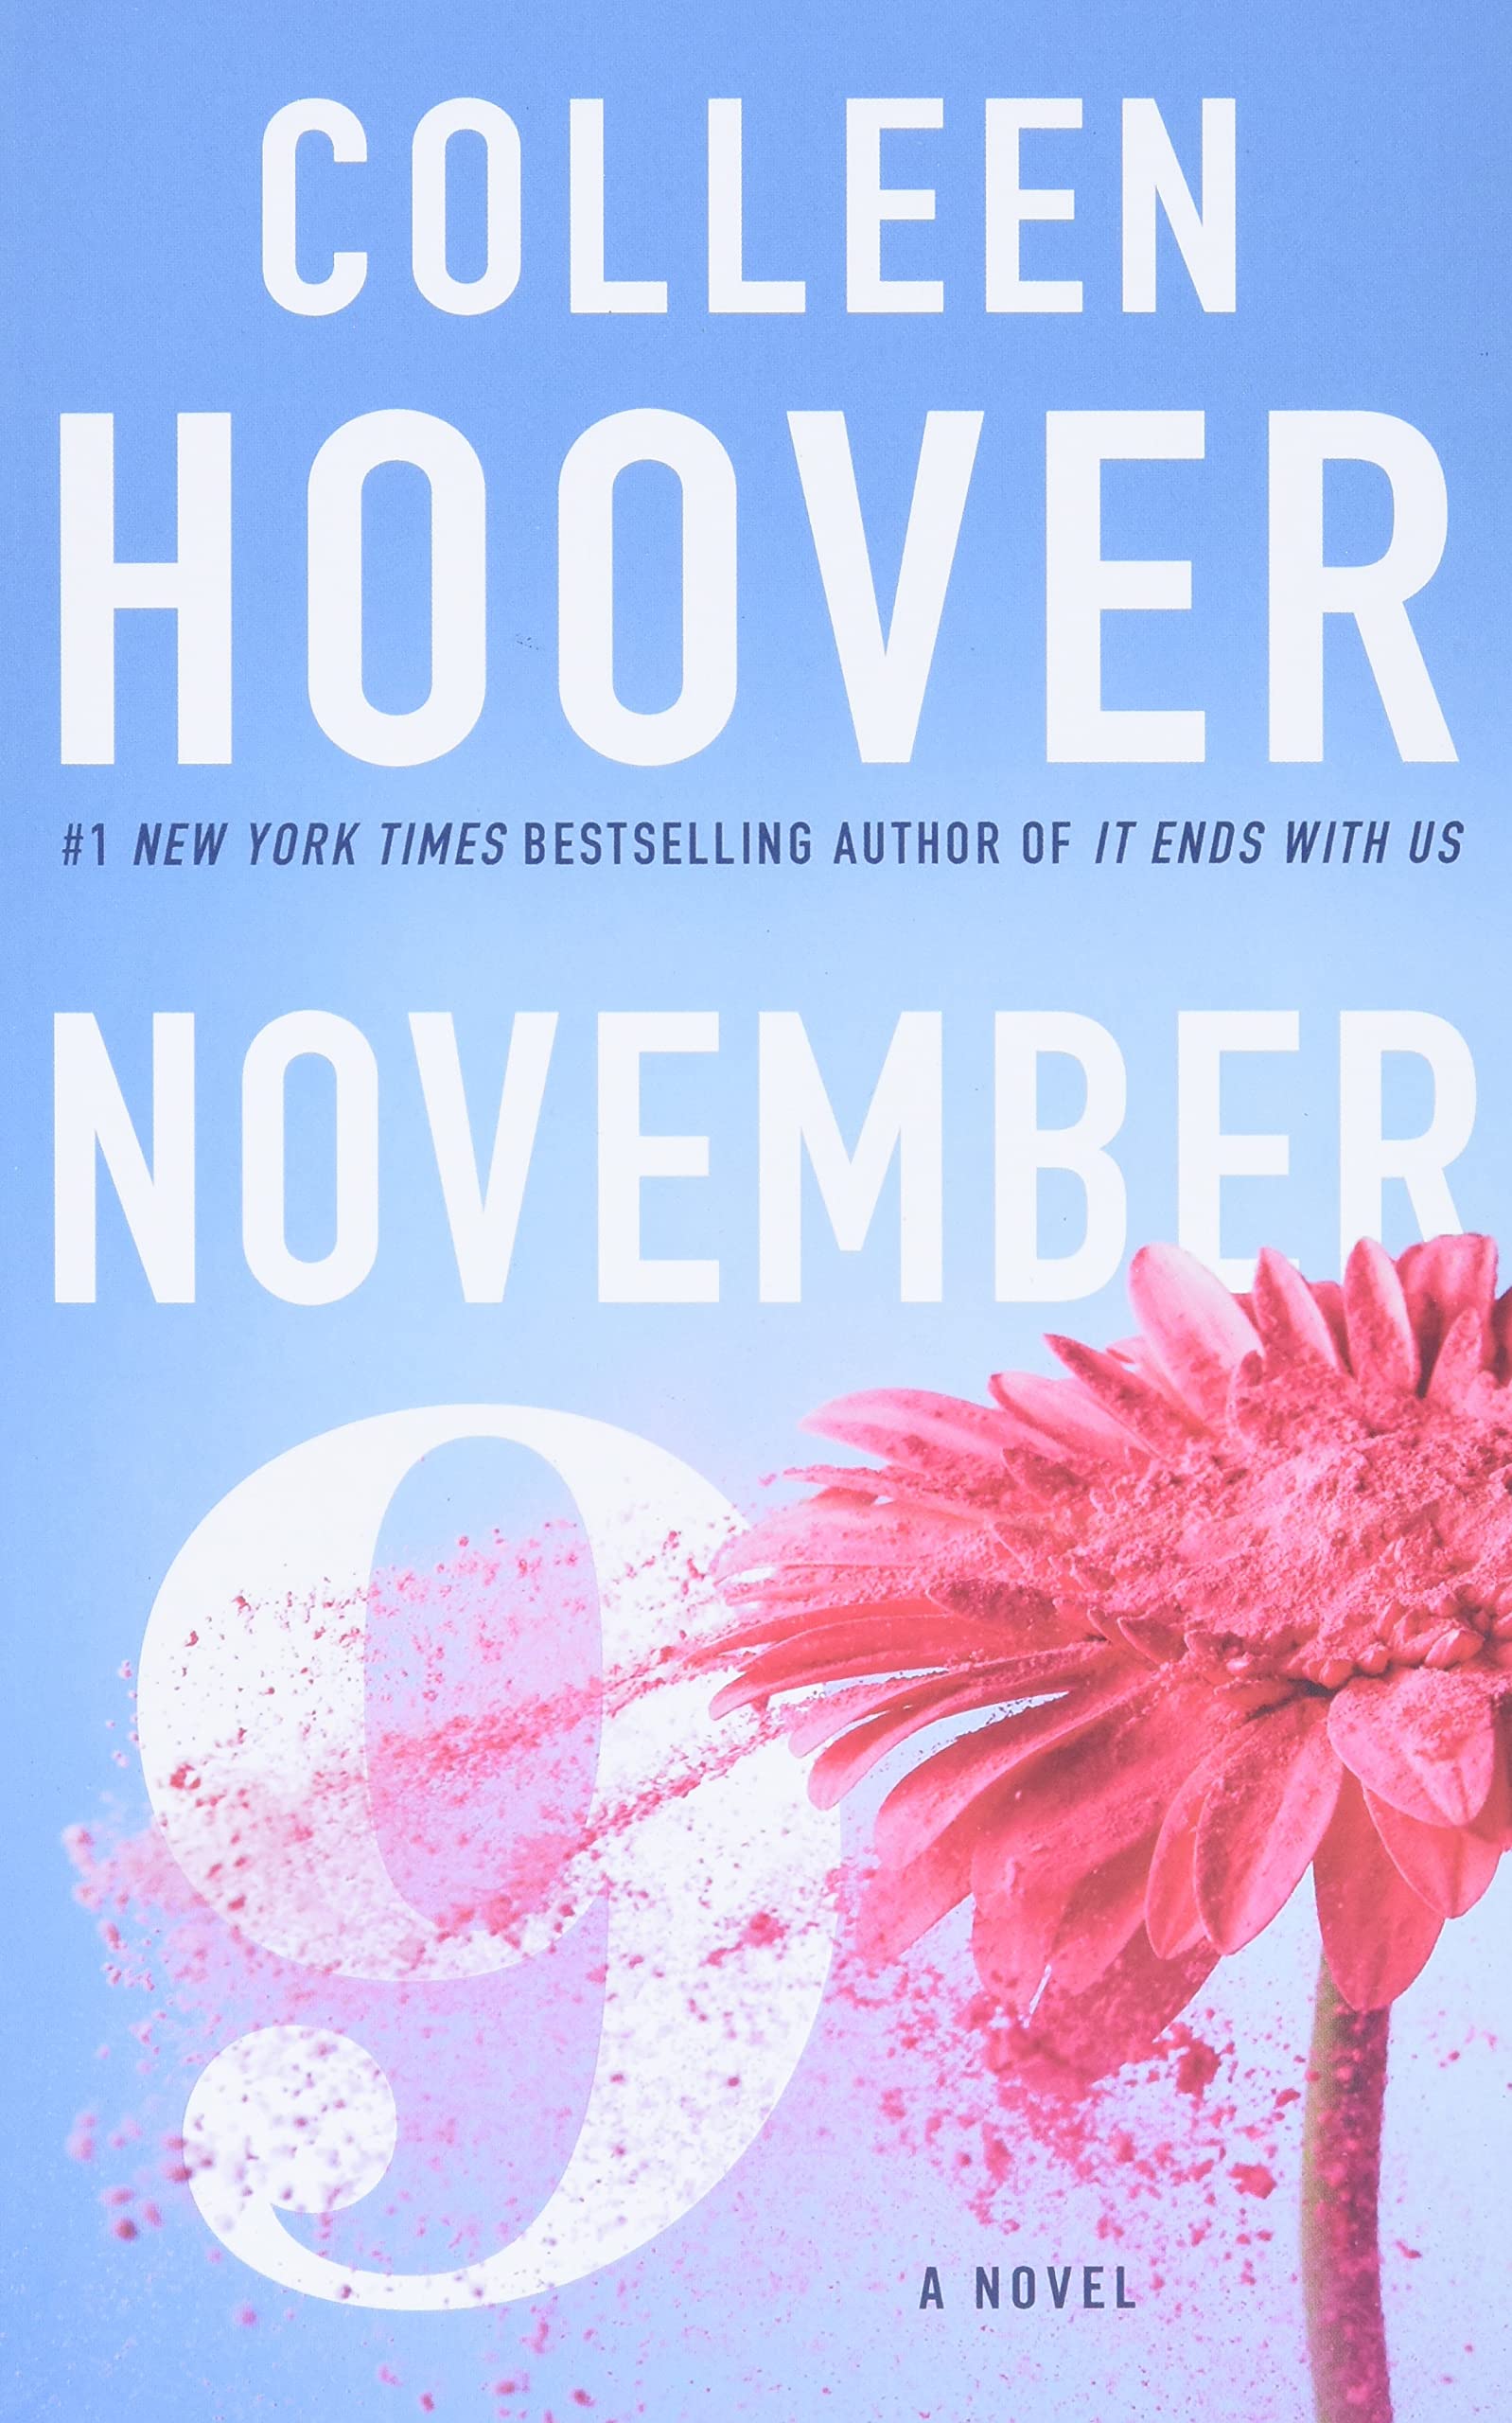 COLLEEN
HOOVER
#1 NEW YORK TIMES BESTSELLING AUTHOR OF IT ENDS WITH US
NOVEMBER
9
A NOVEL